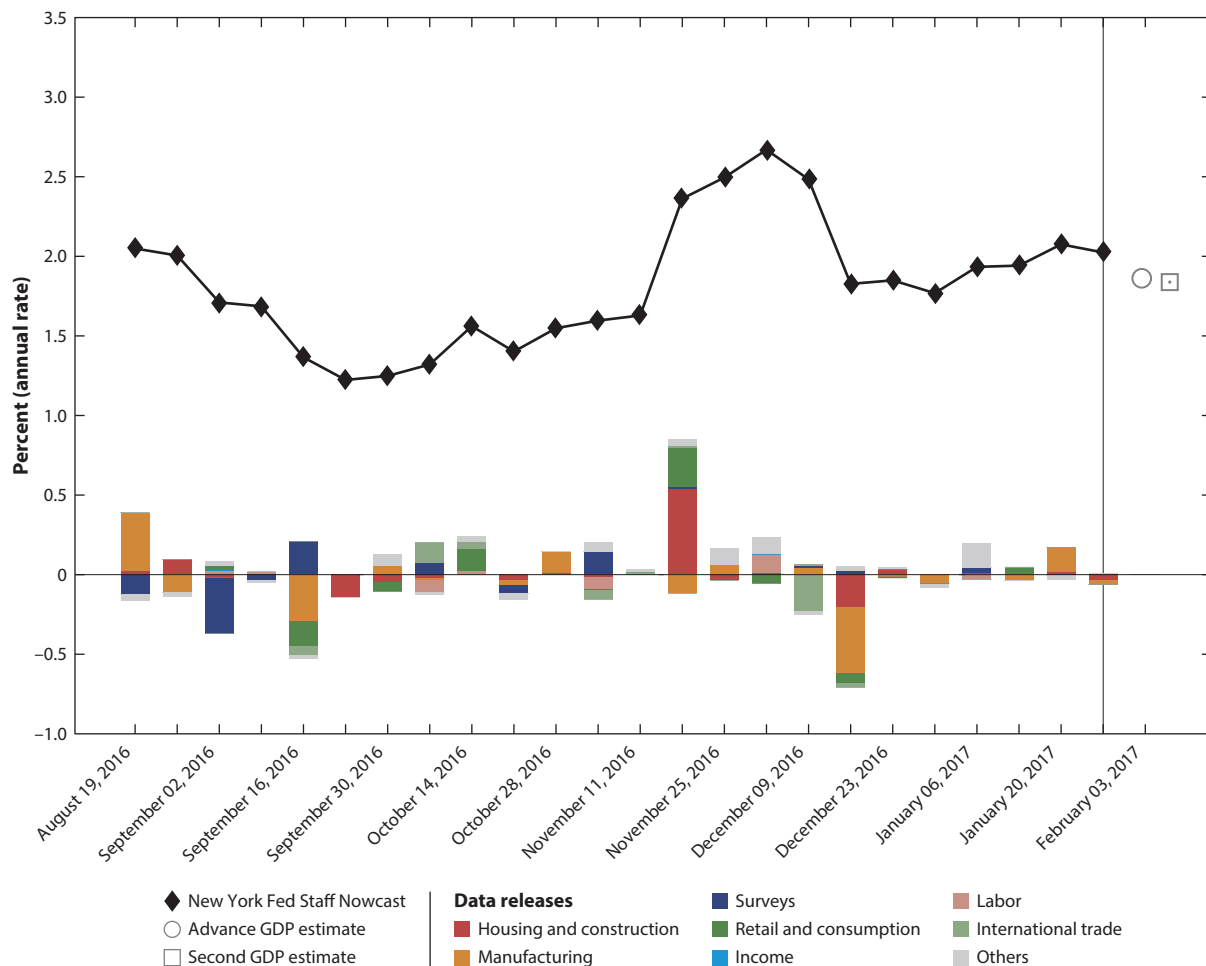 3.5
3.0
2.5
2.0
1.5
1.0
0.5
0
−0.5
−1.0
Percent (annual rate)
August 19, 2016
September 02, 2016
September 16, 2016
September 30, 2016
October 14, 2016
October 28, 2016
November 11, 2016
November 25, 2016
December 09, 2016
December 23, 2016
January 06, 2017
January 20, 2017
February 03, 2017
New York Fed Staff Nowcast
Advance GDP estimate
Second GDP estimate
Data releases
Housing and construction
Manufacturing
Surveys
Retail and consumption
Income
Labor
International trade
Others